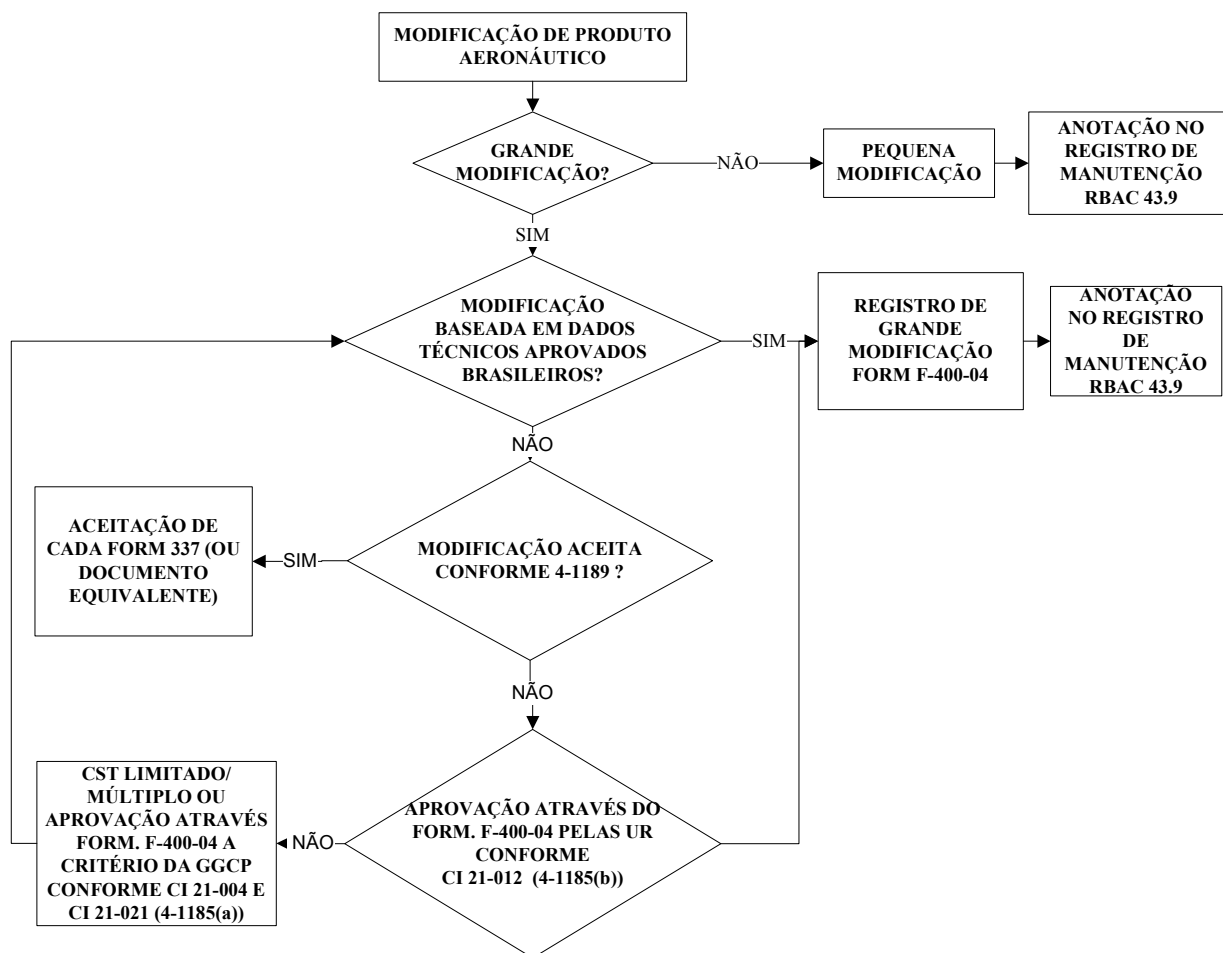 MODIFICAÇÃO DE PRODUTO
AERONÁUTICO
GRANDE
MODIFICAÇÃO?
NÃO
PEQUENA
MODIFICAÇÃO
ANOTAÇÃO NO
REGISTRO DE
MANUTENÇÃO
RBAC 43.9
SIM
MODIFICAÇÃO
BASEADA EM DADOS
TÉCNICOS APROVADOS
BRASILEIROS?
SIM
REGISTRO DE
GRANDE
MODIFICAÇÃO
FORM F-400-04
ANOTAÇÃO
NO REGISTRO
DE
MANUTENÇÃO
RBAC 43.9
NÃO
MODIFICAÇÃO ACEITA
CONFORME 4-1189 ?
SIM
ACEITAÇÃO DE
CADA FORM 337 (OU
DOCUMENTO
EQUIVALENTE)
NÃO
APROVAÇÃO ATRAVÉS DO
FORM. F-400-04 PELAS UR
CONFORME
CI 21-012 (4-1185(b))
NÃO
CST LIMITADO/
MÚLTIPLO OU
APROVAÇÃO ATRAVÉS
FORM. F-400-04 A
CRITÉRIO DA GGCP
CONFORME CI 21-004 E
CI 21-021 (4-1185(a))